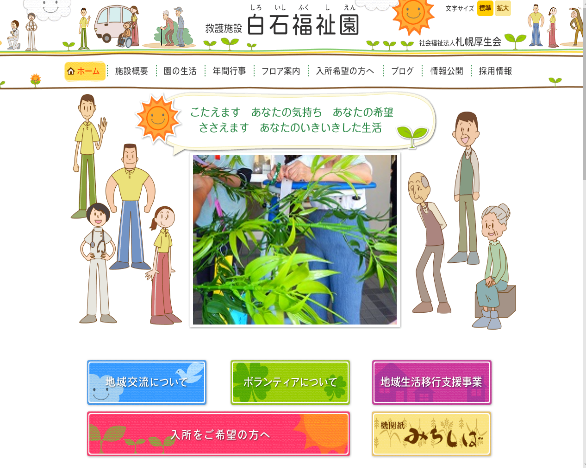 しろ いし ふく し えん
救護施設 白石福祉園
文字サイズ 標準 拡大
社会福祉法人 札幌厚生会
ホーム 施設概要 園の生活 年間行事 フロア案内 入所希望の方へ ブログ 情報公開 採用情報
こたえます あなたの気持ち あなたの希望
ささえます あなたのいきいきした生活
地域交流について ボランティアについて 地域生活移行支援事業
入所をご希望の方へ 機関紙 みちしば